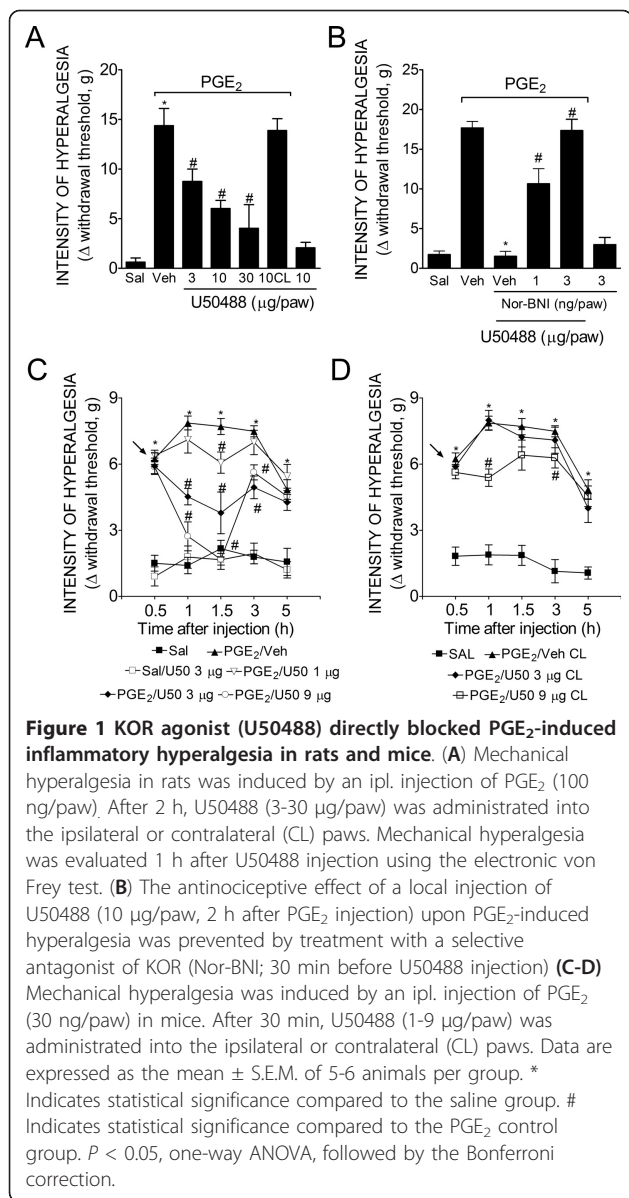 A
B
INTENSITY OF HYPERALGESIA
(Δ withdrawal threshold, g)
20
15
10
5
0
PGE2
*
#
#
#
Sal Veh 3 10 30 10CL 10
U50488 (μg/paw)
INTENSITY OF HYPERALGESIA
(Δ withdrawal threshold, g)
25
20
15
10
5
0
PGE2
*
#
#
Sal Veh Veh 1 3 3
Nor-BNI (ng/paw)
U50488 (μg/paw)
C
D
INTENSITY OF HYPERALGESIA
(Δ withdrawal threshold, g)
9
6
3
0
* * * * *
# # # # # # #
0.5 1 1.5 3 5
Time after injection (h)
Sal PGE2/Veh
Sal/U50 3 μg PGE2/U50 1 μg
PGE2/U50 3 μg PGE2/U50 9 μg
INTENSITY OF HYPERALGESIA
(Δ withdrawal threshold, g)
9
6
3
0
* * * * *
# #
0.5 1 1.5 3 5
Time after injection (h)
SAL PGE2/Veh CL
PGE2/U50 3 μg CL
PGE2/U50 9 μg CL
Figure 1 KOR agonist (U50488) directly blocked PGE2-induced
inflammatory hyperalgesia in rats and mice. (A) Mechanical
hyperalgesia in rats was induced by an ipl. injection of PGE2 (100
ng/paw). After 2 h, U50488 (3-30 μg/paw) was administrated into
the ipsilateral or contralateral (CL) paws. Mechanical hyperalgesia
was evaluated 1 h after U50488 injection using the electronic von
Frey test. (B) The antinociceptive effect of a local injection of
U50488 (10 μg/paw, 2 h after PGE2 injection) upon PGE2-induced
hyperalgesia was prevented by treatment with a selective
antagonist of KOR (Nor-BNI; 30 min before U50488 injection) (C-D)
Mechanical hyperalgesia was induced by an ipl. injection of PGE2
(30 ng/paw) in mice. After 30 min, U50488 (1-9 μg/paw) was
administrated into the ipsilateral or contralateral (CL) paws. Data are
expressed as the mean ± S.E.M. of 5-6 animals per group. *
Indicates statistical significance compared to the saline group. #
Indicates statistical significance compared to the PGE2 control
group. P < 0.05, one-way ANOVA, followed by the Bonferroni
correction.